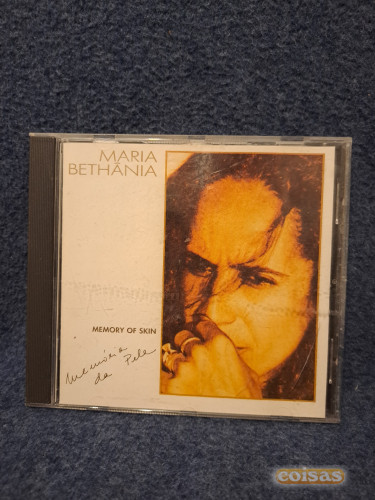 MARIA
BETHÂNIA
MEMORY OF SKIN
Memória
da Pele
coisas